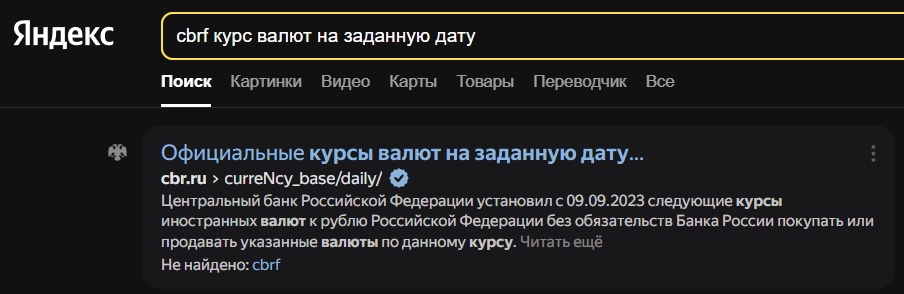 Яндекс
cbrf курс валют на заданную дату
Поиск Картинки Видео Карты Товары Переводчик Все
Официальные курсы валют на заданную дату...
cbr.ru › curreNcy_base/daily/
Центральный банк Российской Федерации установил с 09.09.2023 следующие курсы
иностранных валют к рублю Российской Федерации без обязательств Банка России покупать или
продавать указанные валюты по данному курсу. Читать ещё
Не найдено: cbrf